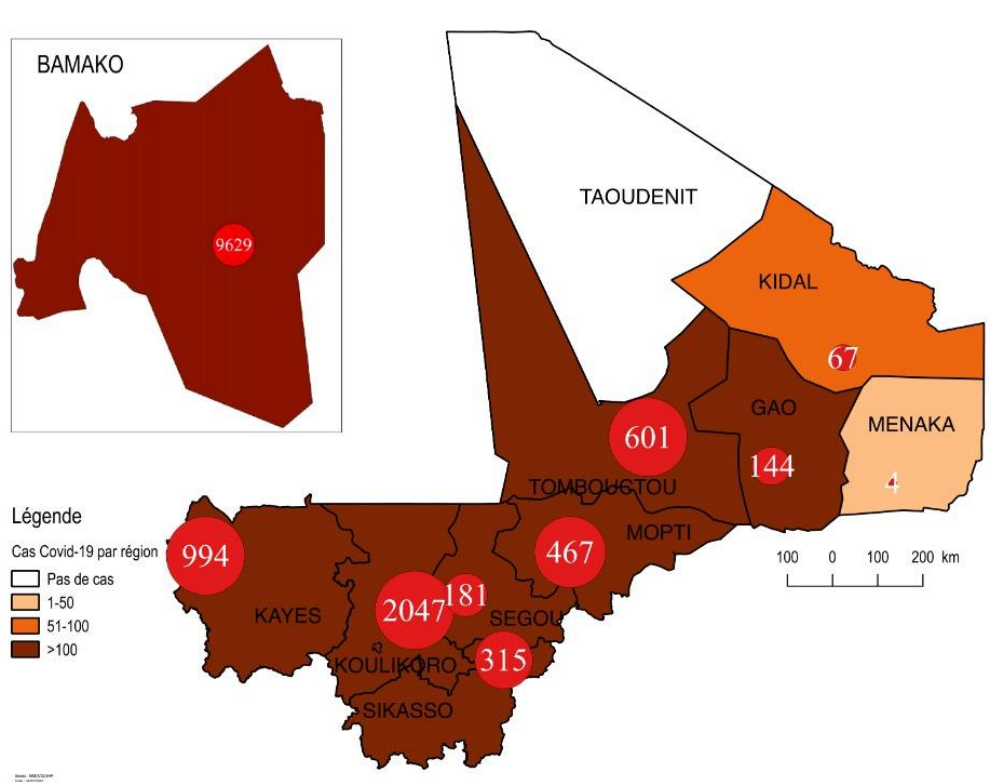 BAMAKO
9629
TAOUDENIT
KIDAL
67
GAO
MENAKA
601
144
4
TOMBOUCTOU
MOPTI
994
467
2047
181
KAYES
SEGOU
315
KOULIKORO
SIKASSO
100 0 100 200 km
Légende
Cas Covid-19 par région
Pas de cas
1-50
51-100
>100